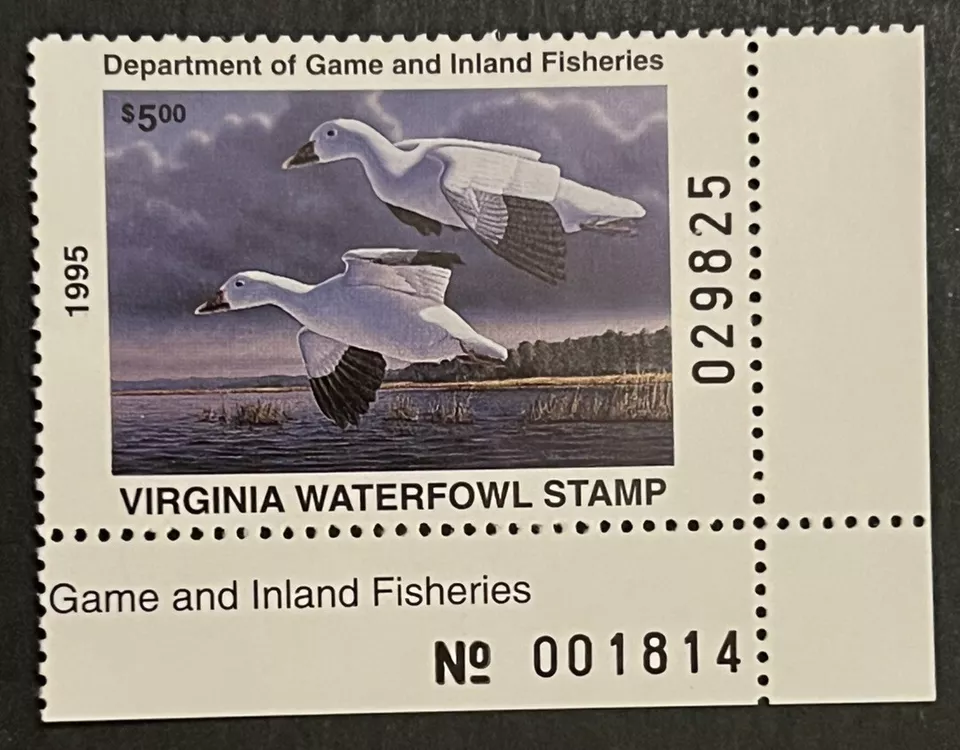 Department of Game and Inland Fisheries
$5.00
1995
029825
VIRGINIA WATERFOWL STAMP
Game and Inland Fisheries
Nº 001814